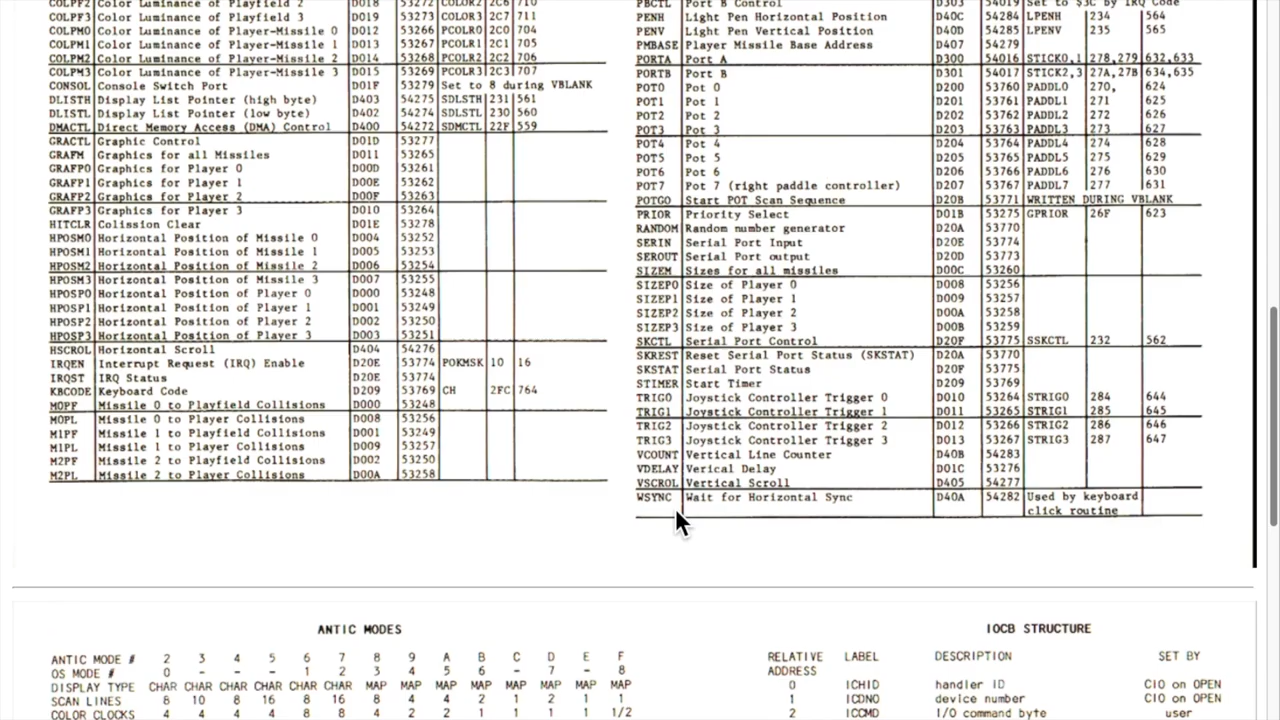 COLPF2 Color Luminance of Playfield 2 D018 53272 COLOR2 2C6 710
COLPF3 Color Luminance of Playfield 3 D019 53273 COLOR3 2C7 711
COLPM0 Color Luminance of Player-Missile 0 D012 53266 PCOLR0 2C0 704
COLPM1 Color Luminance of Player-Missile 1 D013 53267 PCOLR1 2C1 705
COLPM2 Color Luminance of Player-Missile 2 D014 53268 PCOLR2 2C2 706
COLPM3 Color Luminance of Player-Missile 3 D015 53269 PCOLR3 2C3 707
CONSOL Console Switch Port D01F 53279 Set to 8 during VBLANK
DLISTH Display List Pointer (high byte) D403 54275 SDLSTH 231 561
DLISTL Display List Pointer (low byte) D402 54274 SDLSTL 230 560
DMACTL Direct Memory Access (DMA) Control D400 54272 SDMCTL 22F 559
GRACTL Graphic Control D01D 53277
GRAFM Graphics for all Missiles D011 53265
GRAFP0 Graphics for Player 0 D00D 53261
GRAFP1 Graphics for Player 1 D00E 53262
GRAFP2 Graphics for Player 2 D00F 53263
GRAFP3 Graphics for Player 3 D010 53264
HITCLR Colission Clear D01E 53278
HPOSM0 Horizontal Position of Missile 0 D004 53252
HPOSM1 Horizontal Position of Missile 1 D005 53253
HPOSM2 Horizontal Position of Missile 2 D006 53254
HPOSM3 Horizontal Position of Missile 3 D007 53255
HPOSP0 Horizontal Position of Player 0 D000 53248
HPOSP1 Horizontal Position of Player 1 D001 53249
HPOSP2 Horizontal Position of Player 2 D002 53250
HPOSP3 Horizontal Position of Player 3 D003 53251
HSCROL Horizontal Scroll D404 54276
IRQEN Interrupt Request (IRQ) Enable D20E 53774 POKMSK 10 16
IRQST IRQ Status D20E 53774
KBCODE Keyboard Code D209 53769 CH 2FC 764
M0PF Missile 0 to Playfield Collisions D000 53248
M0PL Missile 0 to Player Collisions D008 53256
M1PF Missile 1 to Playfield Collisions D001 53249
M1PL Missile 1 to Player Collisions D009 53257
M2PF Missile 2 to Playfield Collisions D002 53250
M2PL Missile 2 to Player Collisions D00A 53258
PBCTL Port B Control D303 54019 Set to $3C by IRQ Code
PENH Light Pen Horizontal Position D40C 54284 LPENH 234 564
PENV Light Pen Vertical Position D40D 54285 LPENV 235 565
PMBASE Player Missile Base Address D407 54279
PORTA Port A D300 54016 STICK0,1 278,279 632,633
PORTB Port B D301 54017 STICK2,3 27A,27B 634,635
POT0 Pot 0 D200 53760 PADDL0 270, 624
POT1 Pot 1 D201 53761 PADDL1 271 625
POT2 Pot 2 D202 53762 PADDL2 272 626
POT3 Pot 3 D203 53763 PADDL3 273 627
POT4 Pot 4 D204 53764 PADDL4 274 628
POT5 Pot 5 D205 53765 PADDL5 275 629
POT6 Pot 6 D206 53766 PADDL6 276 630
POT7 Pot 7 (right paddle controller) D207 53767 PADDL7 277 631
POTGO Start POT Scan Sequence D20B 53771 WRITTEN DURING VBLANK
PRIOR Priority Select D01B 53275 GPRIOR 26F 623
RANDOM Random number generator D20A 53770
SERIN Serial Port Input D20E 53774
SEROUT Serial Port output D20D 53773
SIZEM Sizes for all missiles D00C 53260
SIZEP0 Size of Player 0 D008 53256
SIZEP1 Size of Player 1 D009 53257
SIZEP2 Size of Player 2 D00A 53258
SIZEP3 Size of Player 3 D00B 53259
SKCTL Serial Port Control D20F 53775 SSKCTL 232 562
SKREST Reset Serial Port Status (SKSTAT) D20A 53770
SKSTAT Serial Port Status D20F 53775
STIMER Start Timer D209 53769
TRIG0 Joystick Controller Trigger 0 D010 53264 STRIG0 284 644
TRIG1 Joystick Controller Trigger 1 D011 53265 STRIG1 285 645
TRIG2 Joystick Controller Trigger 2 D012 53266 STRIG2 286 646
TRIG3 Joystick Controller Trigger 3 D013 53267 STRIG3 287 647
VCOUNT Vertical Line Counter D40B 54283
VDELAY Verical Delay D01C 53276
VSCROL Vertical Scroll D405 54277
WSYNC Wait for Horizontal Sync D40A 54282 Used by keyboard
click routine
ANTIC MODES
ANTIC MODE # 2 3 4 5 6 7 8 9 A B C D E F
OS MODE # 0 - - - 1 2 3 4 5 6 - 7 - 8
DISPLAY TYPE CHAR CHAR CHAR CHAR CHAR CHAR MAP MAP MAP MAP MAP MAP MAP MAP
SCAN LINES 8 10 8 16 8 16 8 4 4 2 1 2 1 1
COLOR CLOCKS 4 4 4 4 8 8 4 2 2 1 1 1 1 1/2
IOCB STRUCTURE
RELATIVE LABEL DESCRIPTION SET BY
ADDRESS
0 ICHID handler ID CIO on OPEN
1 ICDNO device number CIO on OPEN
2 ICCMD I/O command byte user